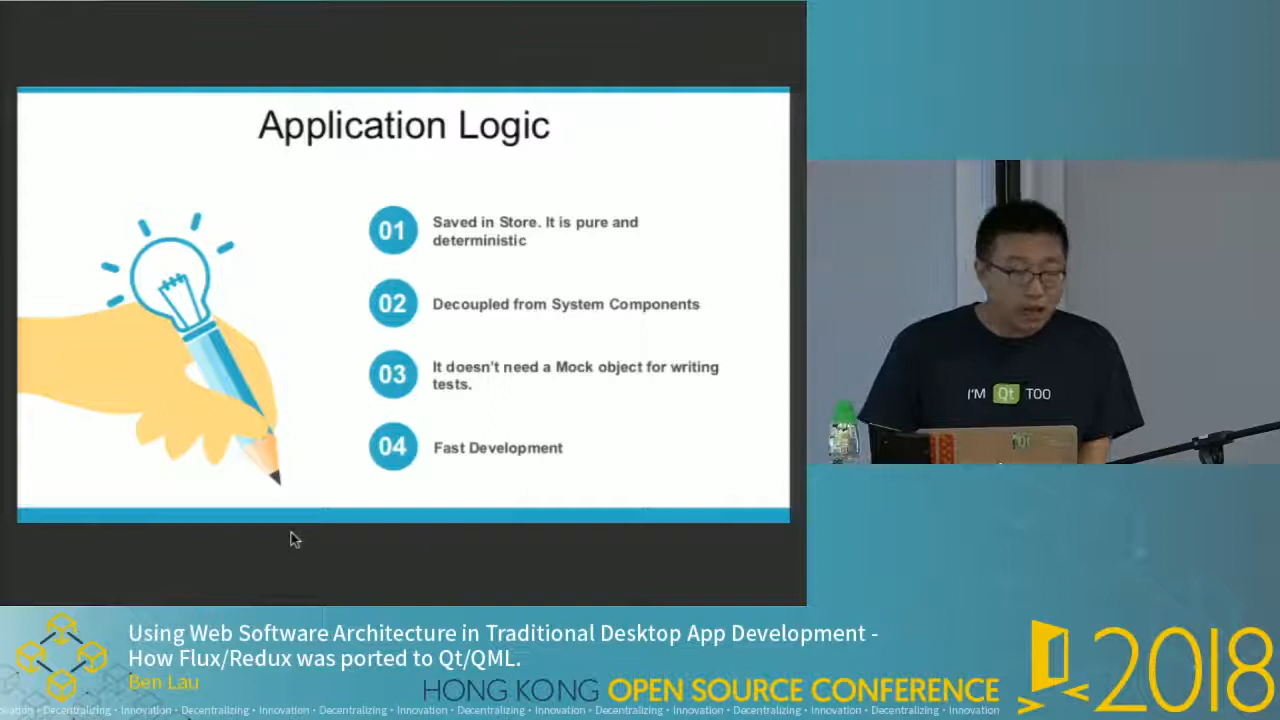 Application Logic
01
Saved in Store. It is pure and
deterministic
02
Decoupled from System Components
03
It doesn't need a Mock object for writing
tests.
04
Fast Development
I'M Qt TOO
Using Web Software Architecture in Traditional Desktop App Development -
How Flux/Redux was ported to Qt/QML.
Ben Lau
HONG KONG OPEN SOURCE CONFERENCE
2018
Decentralizing • Innovation • Decentralizing • Innovation • Decentralizing • Innovation • Decentralizing • Innovation • Decentralizing • Innovation • Decentralizing • Innovation • Decentralizing • Innovation